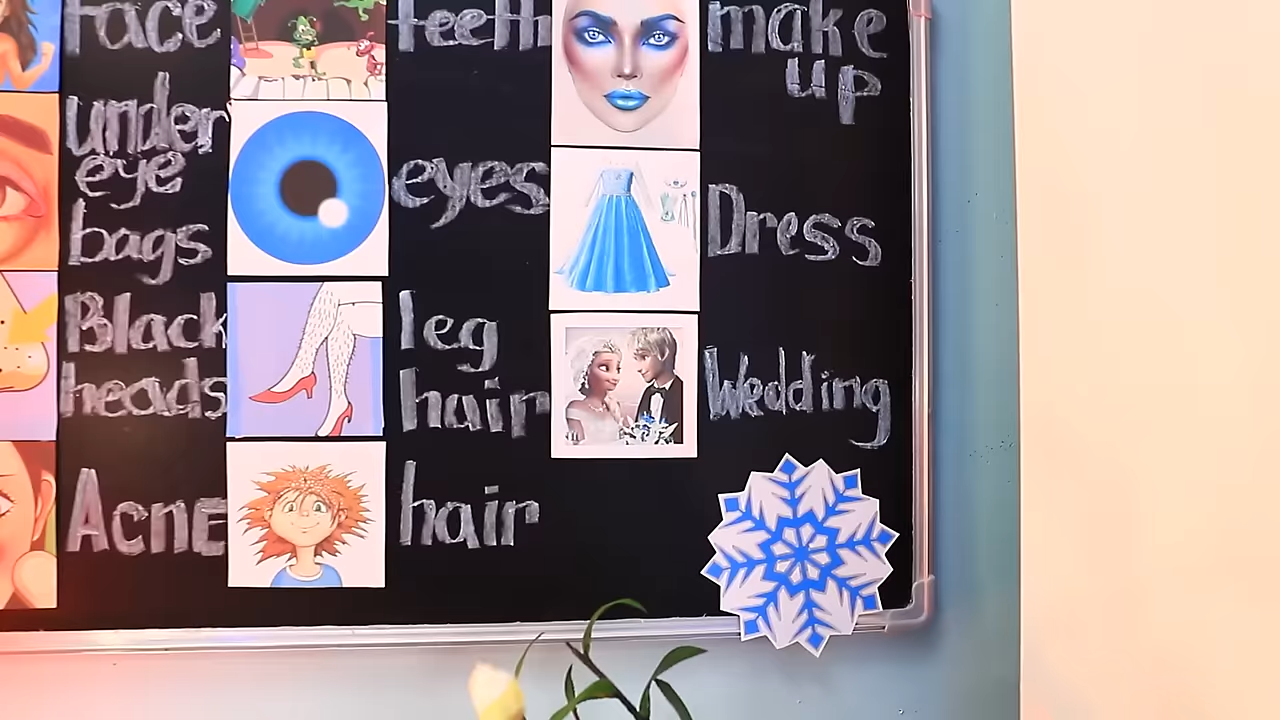 face
under
eye
bags
Black
heads
Acne
teeth
eyes
leg
hair
hair
make
up
Dress
Wedding